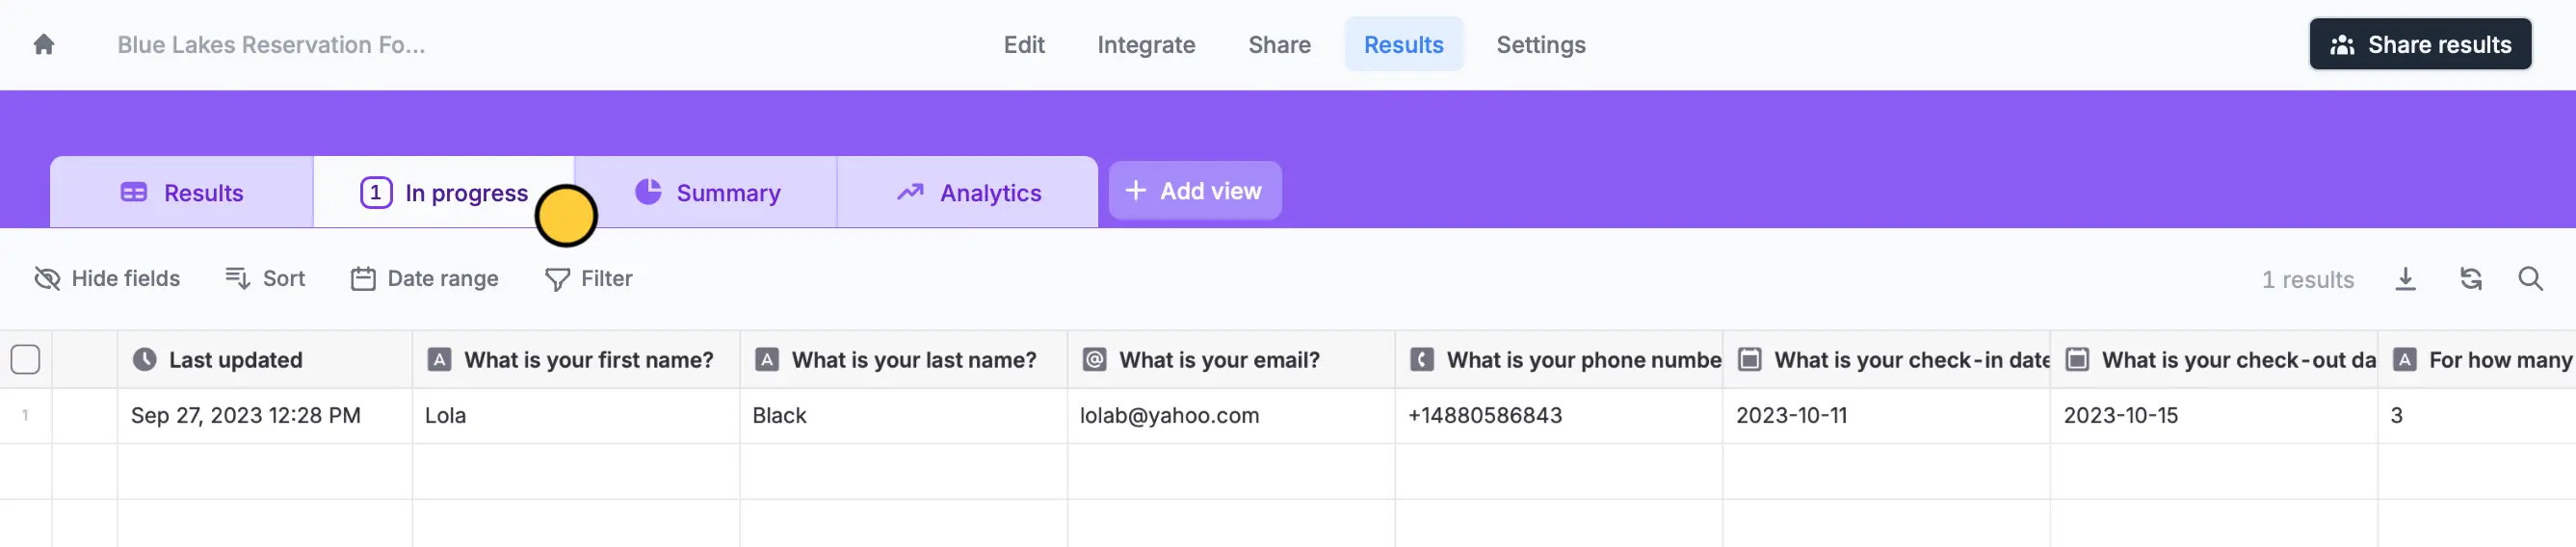 Blue Lakes Reservation Fo...
Edit Integrate Share Results Settings
Share results
Results 1 In progress Summary Analytics + Add view
Hide fields Sort Date range Filter
1 results
Last updated A What is your first name? A What is your last name? @ What is your email? What is your phone numbe What is your check-in date What is your check-out da A For how many
1 Sep 27, 2023 12:28 PM Lola Black lolab@yahoo.com +14880586843 2023-10-11 2023-10-15 3